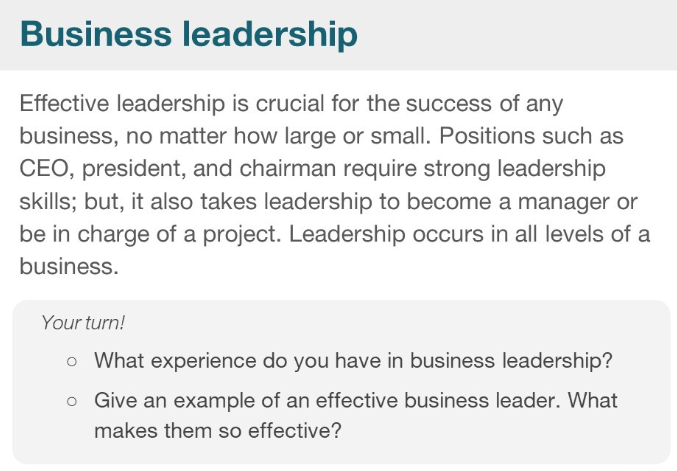 Business leadership
Effective leadership is crucial for the success of any
business, no matter how large or small. Positions such as
CEO, president, and chairman require strong leadership
skills; but, it also takes leadership to become a manager or
be in charge of a project. Leadership occurs in all levels of a
business.
Your turn!
○ What experience do you have in business leadership?
○ Give an example of an effective business leader. What
makes them so effective?